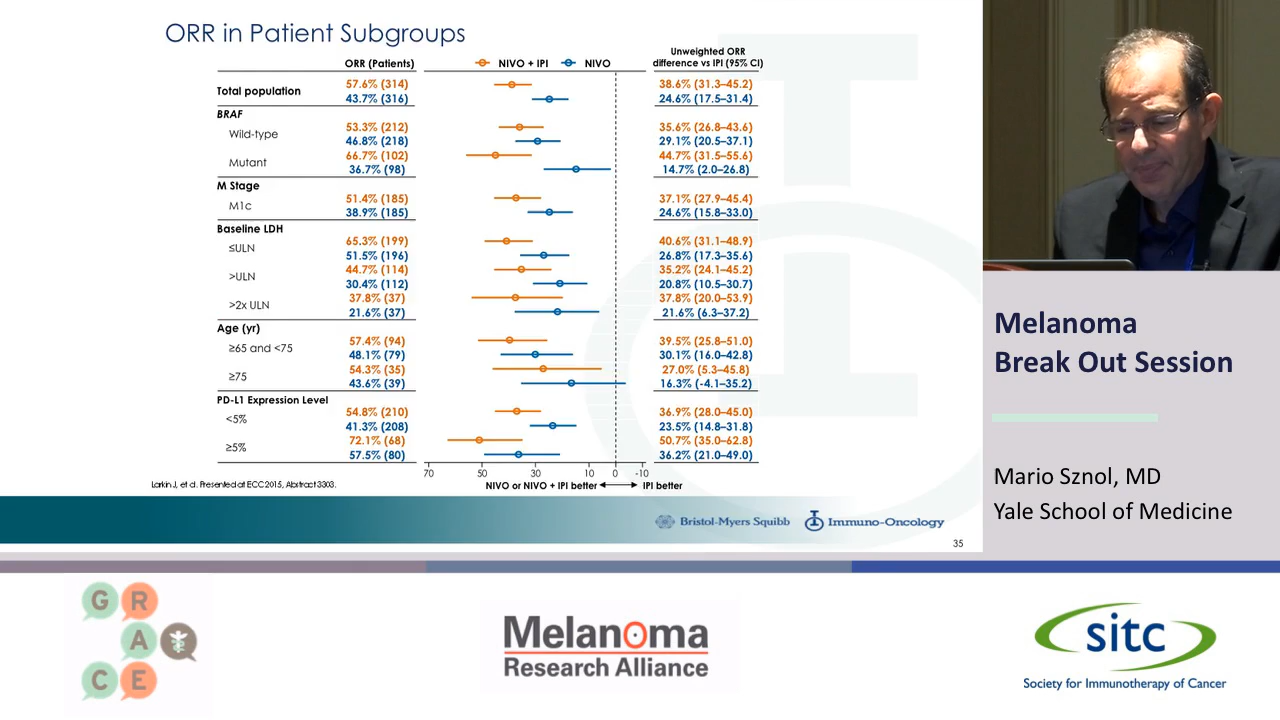 ORR in Patient Subgroups
ORR (Patients) NIVO + IPI NIVO Unweighted ORR difference vs IPI (95% CI)
Total population 57.6% (314) 38.6% (31.3–45.2)
43.7% (316) 24.6% (17.5–31.4)
BRAF
Wild-type 53.3% (212) 35.6% (26.8–43.6)
46.8% (218) 29.1% (20.5–37.1)
Mutant 66.7% (102) 44.7% (31.5–55.6)
36.7% (98) 14.7% (2.0–26.8)
M Stage
M1c 51.4% (185) 37.1% (27.9–45.4)
38.9% (185) 24.6% (15.8–33.0)
Baseline LDH
≤ULN 65.3% (199) 40.6% (31.1–48.9)
51.5% (196) 26.8% (17.3–35.6)
>ULN 44.7% (114) 35.2% (24.1–45.2)
30.4% (112) 20.8% (10.5–30.7)
>2x ULN 37.8% (37) 37.8% (20.0–53.9)
21.6% (37) 21.6% (6.3–37.2)
Age (yr)
≥65 and <75 57.4% (94) 39.5% (25.8–51.0)
48.1% (79) 30.1% (16.0–42.8)
≥75 54.3% (35) 27.0% (5.3–45.8)
43.6% (39) 16.3% (-4.1–35.2)
PD-L1 Expression Level
<5% 54.8% (210) 36.9% (28.0–45.0)
41.3% (208) 23.5% (14.8–31.8)
≥5% 72.1% (68) 50.7% (35.0–62.8)
57.5% (80) 36.2% (21.0–49.0)
70 50 30 10 0 -10
NIVO or NIVO + IPI better IPI better
Larkin J, et al. Presented at ECC 2015, Abstract 3303.
Bristol-Myers Squibb Immuno-Oncology
35
Melanoma
Break Out Session
Mario Sznol, MD
Yale School of Medicine
G R
A
C E
Melanoma
Research Alliance
sitc
Society for Immunotherapy of Cancer